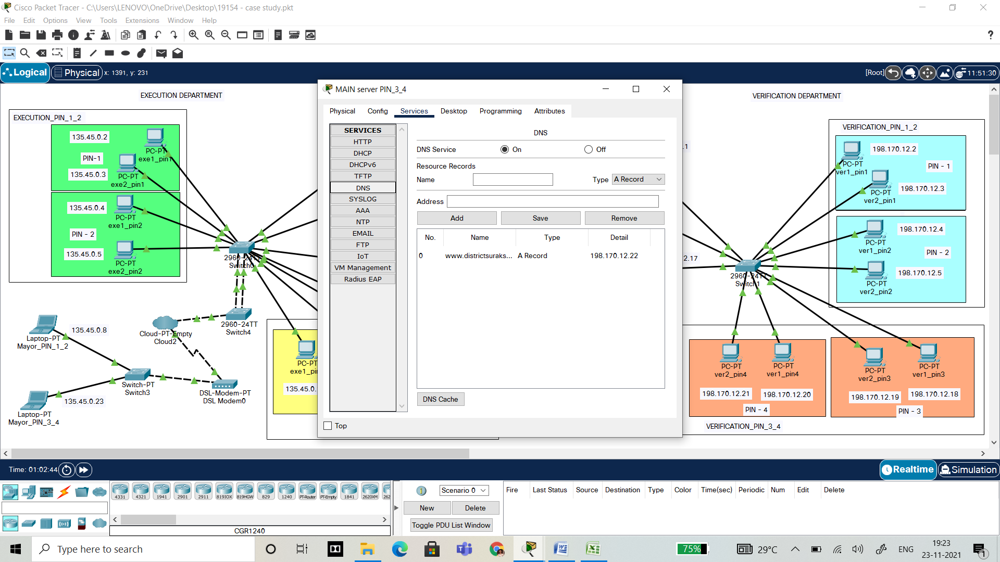 Cisco Packet Tracer - C:\Users\LENOVO\OneDrive\Desktop\19154 - case study.pkt
File Edit Options View Tools Extensions Window Help
Logical Physical x: 1391, y: 231
[Root] 11:51:30
EXECUTION DEPARTMENT
EXECUTION_PIN_1_2
135.45.0.2
PC-PT
exe1_pin1
PIN-1
135.45.0.3
PC-PT
exe2_pin1
135.45.0.4
PC-PT
exe1_pin2
PIN - 2
135.45.0.5
PC-PT
exe2_pin2
2960-24TT
Switch0
2960-24TT
Switch4
Cloud-PT-Empty
Cloud2
135.45.0.8
Laptop-PT
Mayor_PIN_1_2
Switch-PT
Switch3
DSL-Modem-PT
DSL Modem0
135.45.0.23
Laptop-PT
Mayor_PIN_3_4
PC-PT
exe1_pin
135.45.0.
MAIN server PIN_3_4
Physical Config Services Desktop Programming Attributes
SERVICES
HTTP
DHCP
DHCPv6
TFTP
DNS
SYSLOG
AAA
NTP
EMAIL
FTP
IoT
VM Management
Radius EAP
DNS
DNS Service On Off
Resource Records
Name Type A Record
Address
Add Save Remove
No. Name Type Detail
0 www.districtsuraks... A Record 198.170.12.22
DNS Cache
Top
.1
2.17
VERIFICATION DEPARTMENT
VERIFICATION_PIN_1_2
198.170.12.2
PC-PT
ver1_pin1
PIN - 1
198.170.12.3
PC-PT
ver2_pin1
198.170.12.4
PC-PT
ver1_pin2
PIN - 2
198.170.12.5
PC-PT
ver2_pin2
2960-24TT
Switch1
PC-PT
ver2_pin4
PC-PT
ver1_pin4
198.170.12.21
198.170.12.20
PIN - 4
PC-PT
ver2_pin3
PC-PT
ver1_pin3
198.170.12.19
198.170.12.18
PIN - 3
VERIFICATION_PIN_3_4
Time: 01:02:44
Realtime Simulation
4331 4321 1941 2901 2911 819IOX 819HGW 829 1240 PT-Router PT-Empty 1841 2620XM 262
CGR1240
Scenario 0
New Delete
Toggle PDU List Window
Fire Last Status Source Destination Type Color Time(sec) Periodic Num Edit Delete
Type here to search
75%
29°C
ENG
19:23
23-11-2021
1